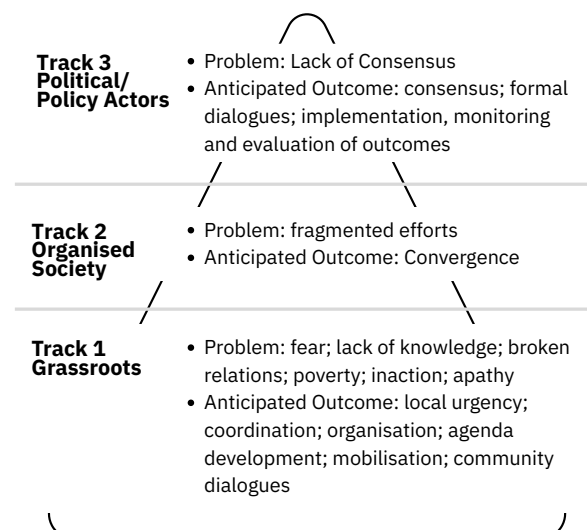 Track 3
Political/
Policy Actors
• Problem: Lack of Consensus
• Anticipated Outcome: consensus; formal
dialogues; implementation, monitoring
and evaluation of outcomes
Track 2
Organised
Society
• Problem: fragmented efforts
• Anticipated Outcome: Convergence
Track 1
Grassroots
• Problem: fear; lack of knowledge; broken
relations; poverty; inaction; apathy
• Anticipated Outcome: local urgency;
coordination; organisation; agenda
development; mobilisation; community
dialogues